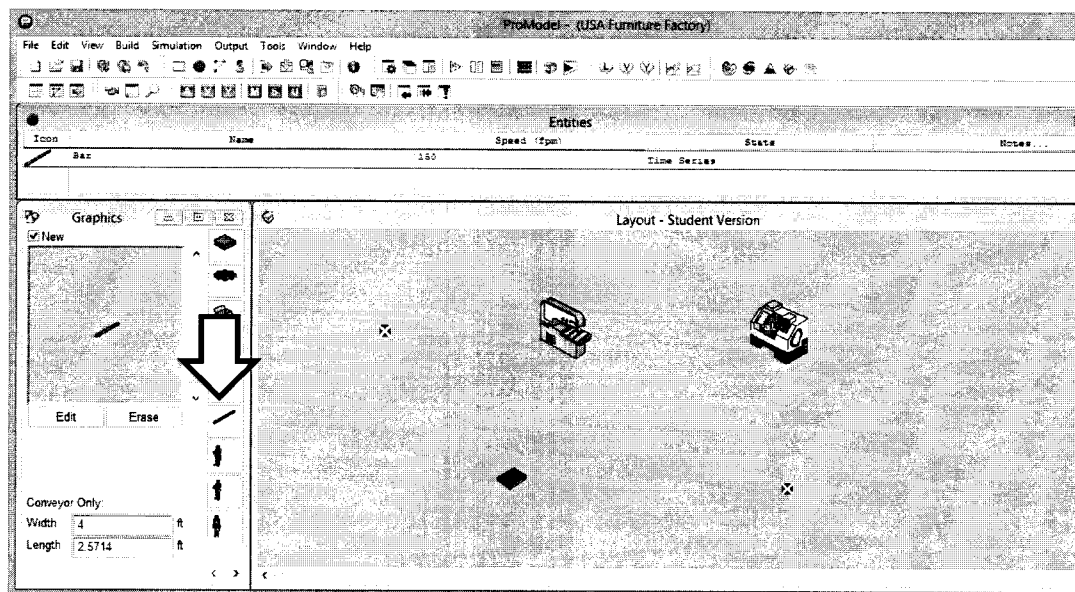 ProModel - (USA Furniture Factory)
File Edit View Build Simulation Output Tools Window Help
Entities
Icon Name Speed (fpm) State Notes...
Bar 150 Time Series
Graphics
Layout - Student Version
New
Edit Erase
Conveyor Only:
Width 4 ft
Length 2.5714 ft